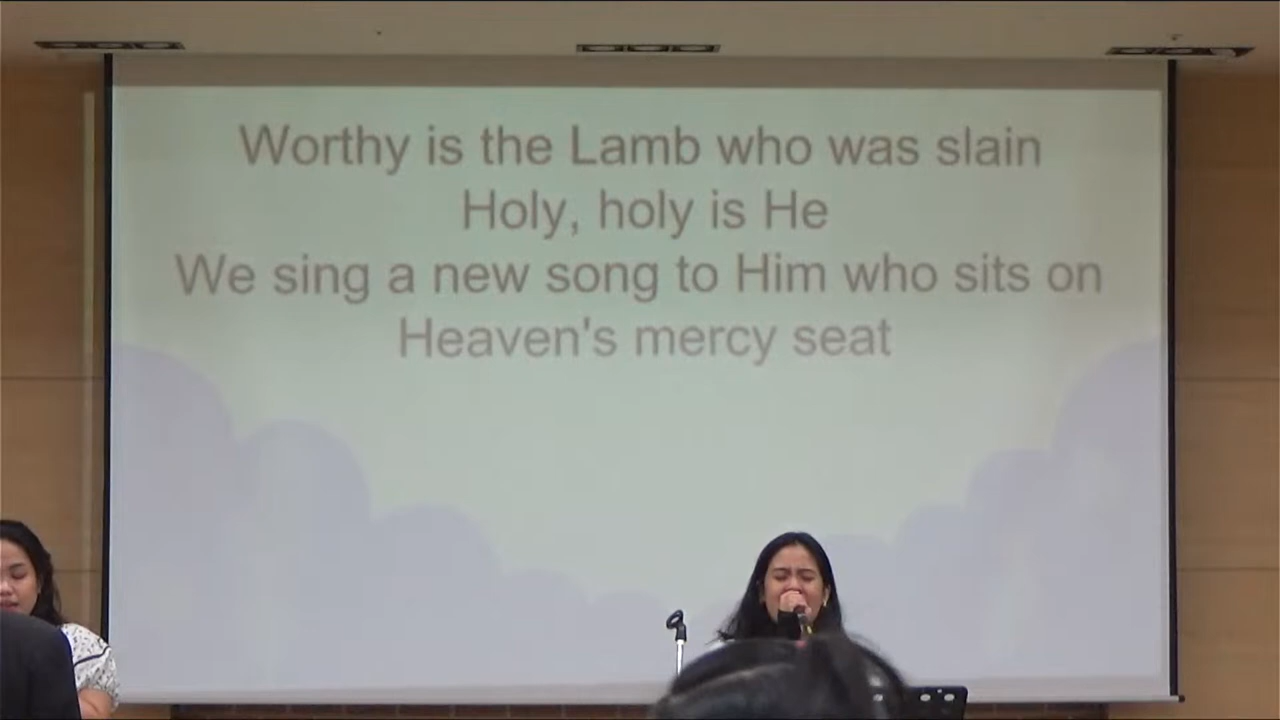 Worthy is the Lamb who was slain
Holy, holy is He
We sing a new song to Him who sits on
Heaven's mercy seat